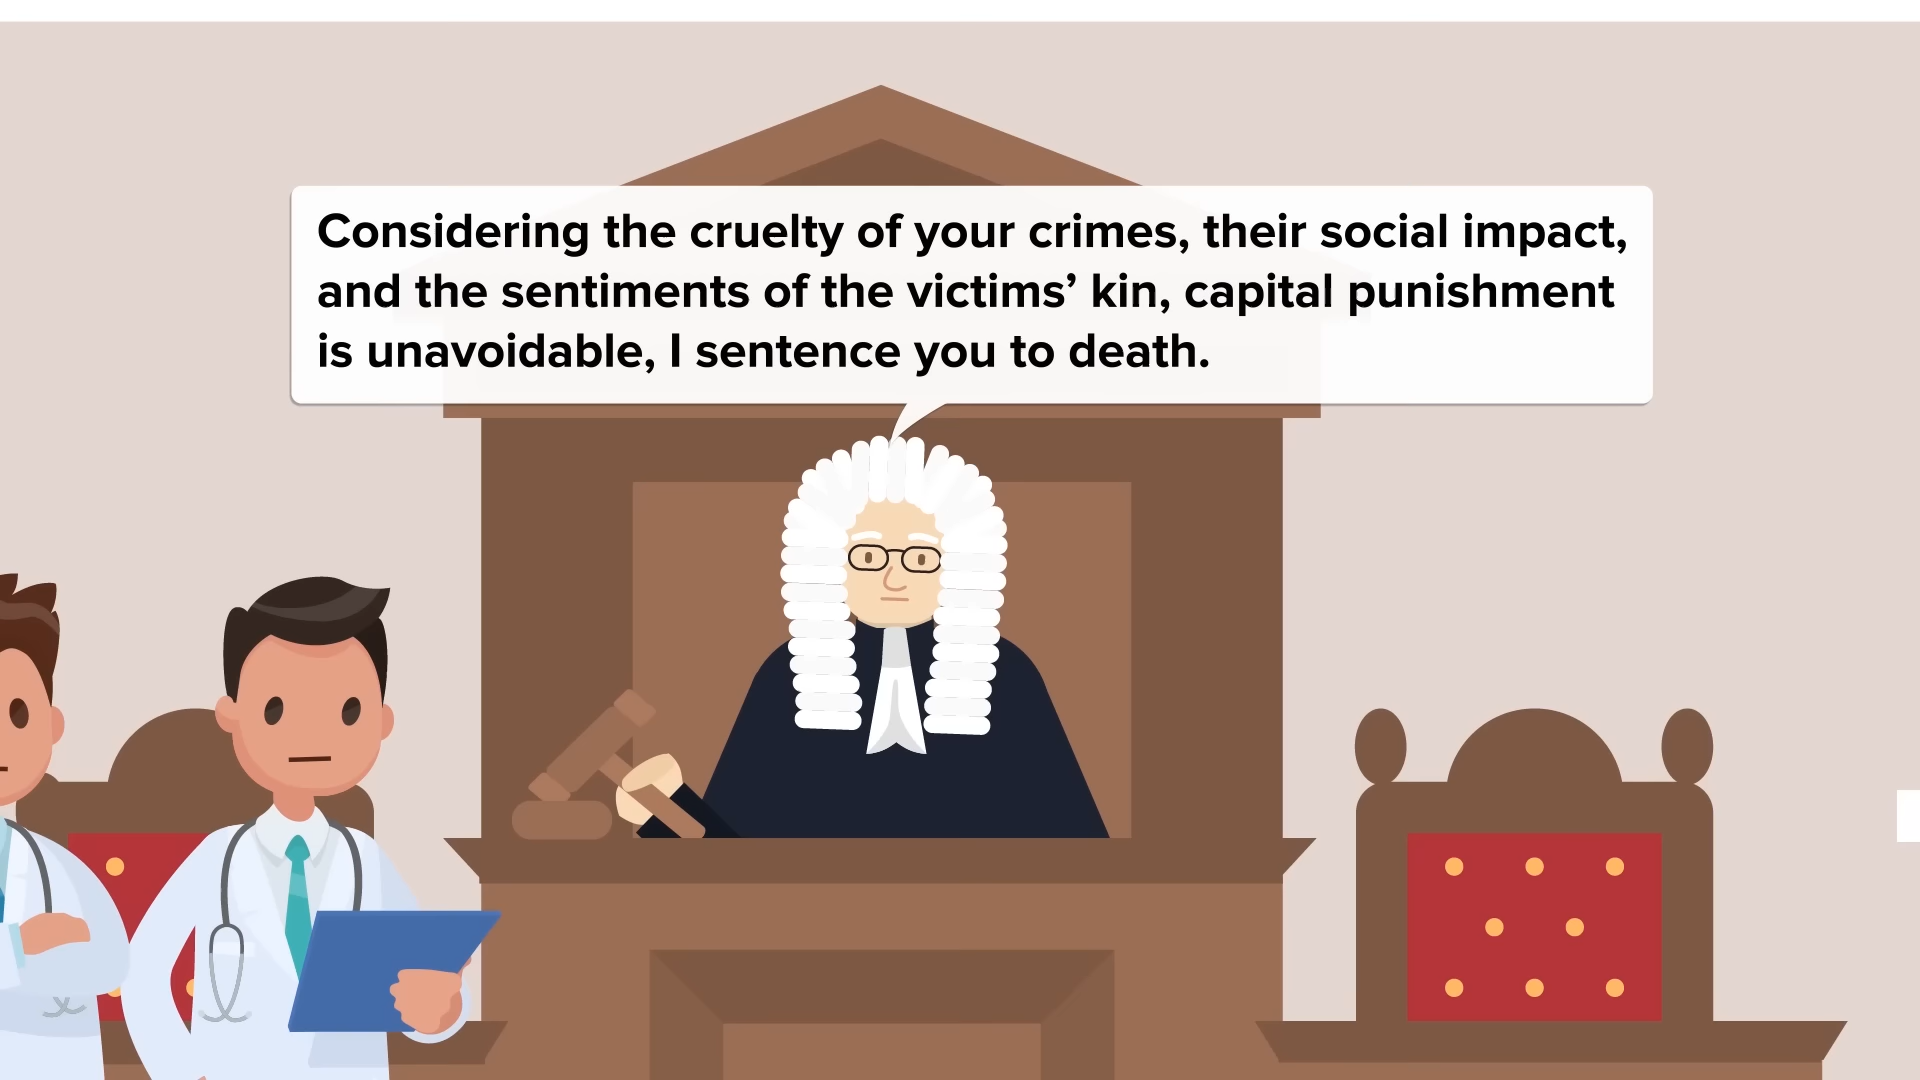 Considering the cruelty of your crimes, their social impact,
and the sentiments of the victims’ kin, capital punishment
is unavoidable, I sentence you to death.